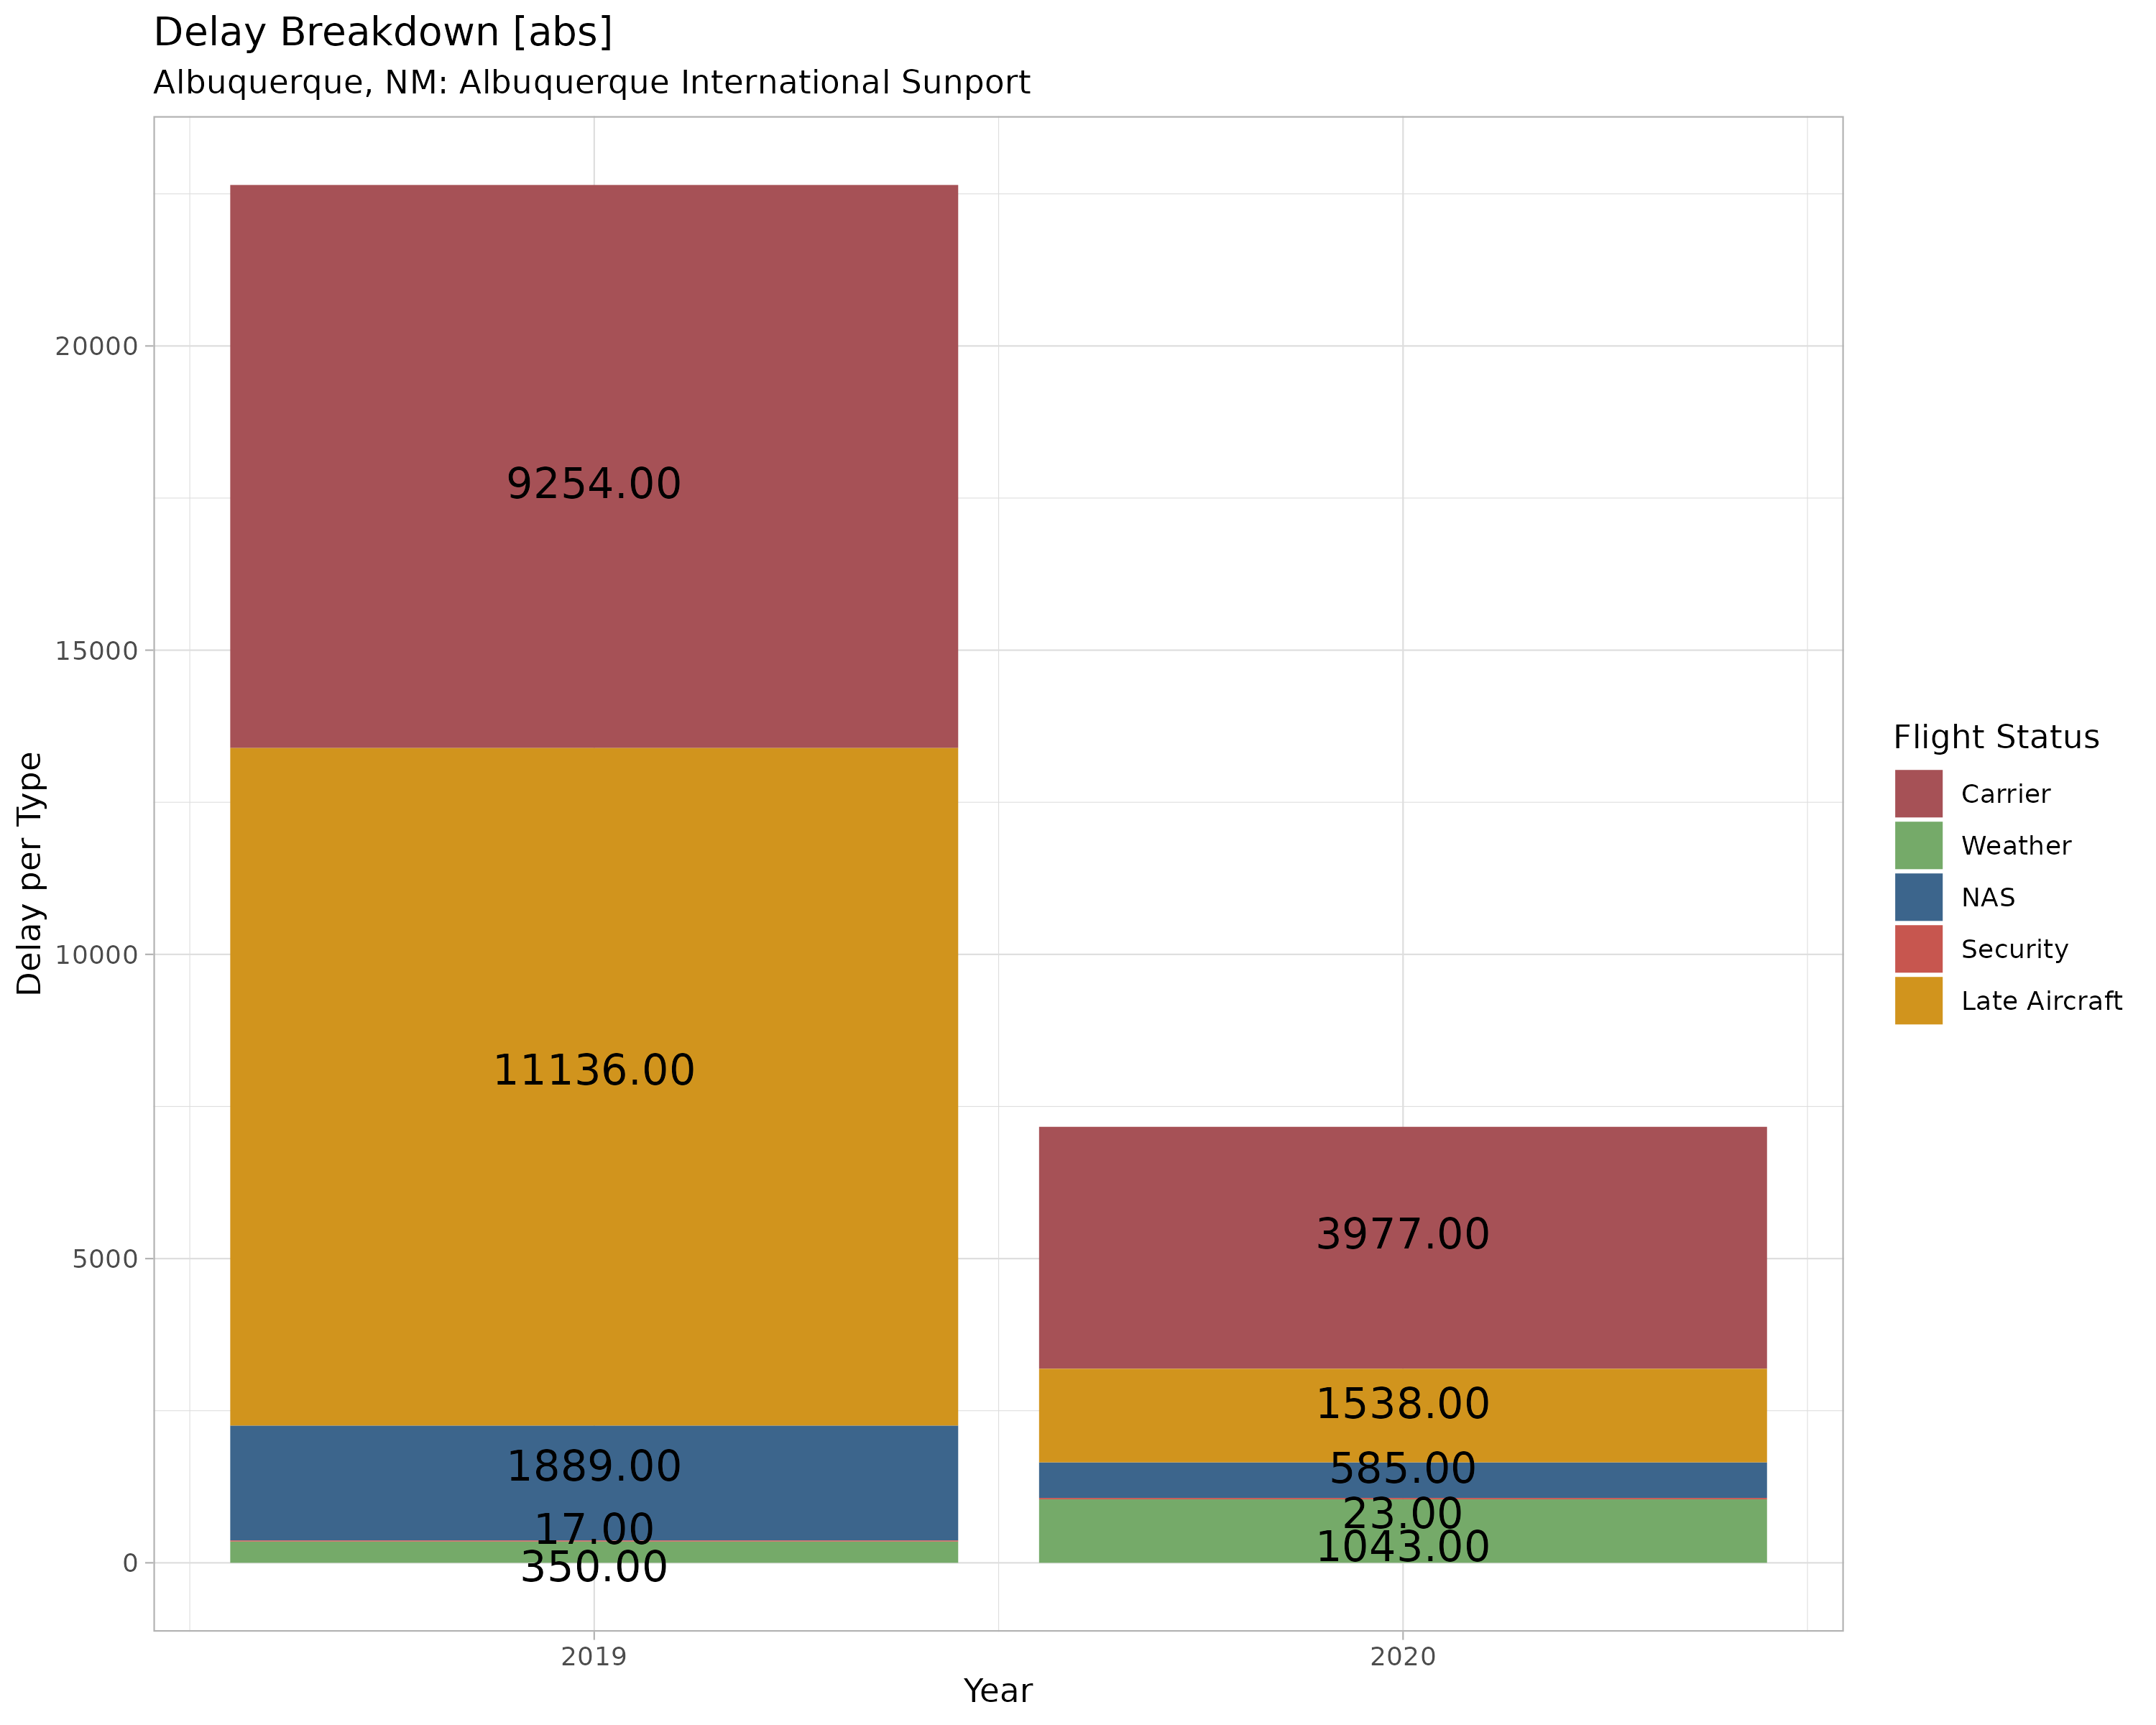 Delay Breakdown [abs]
Albuquerque, NM: Albuquerque International Sunport
Delay per Type
20000
15000
10000
5000
0
9254.00
11136.00
1889.00
17.00
350.00
3977.00
1538.00
585.00
23.00
1043.00
2019
2020
Year
Flight Status
Carrier
Weather
NAS
Security
Late Aircraft